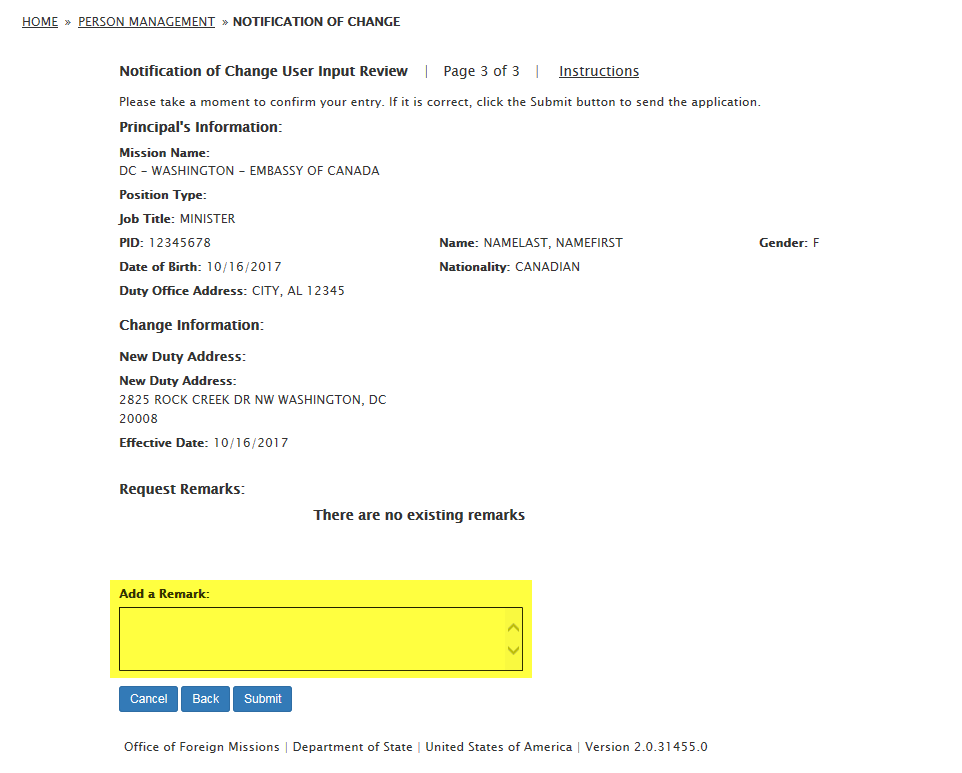 HOME » PERSON MANAGEMENT » NOTIFICATION OF CHANGE
Notification of Change User Input Review | Page 3 of 3 | Instructions
Please take a moment to confirm your entry. If it is correct, click the Submit button to send the application.
Principal's Information:
Mission Name:
DC – WASHINGTON – EMBASSY OF CANADA
Position Type:
Job Title: MINISTER
PID: 12345678 Name: NAMELAST, NAMEFIRST Gender: F
Date of Birth: 10/16/2017 Nationality: CANADIAN
Duty Office Address: CITY, AL 12345
Change Information:
New Duty Address:
New Duty Address:
2825 ROCK CREEK DR NW WASHINGTON, DC
20008
Effective Date: 10/16/2017
Request Remarks:
There are no existing remarks
Add a Remark:
Cancel Back Submit
Office of Foreign Missions | Department of State | United States of America | Version 2.0.31455.0